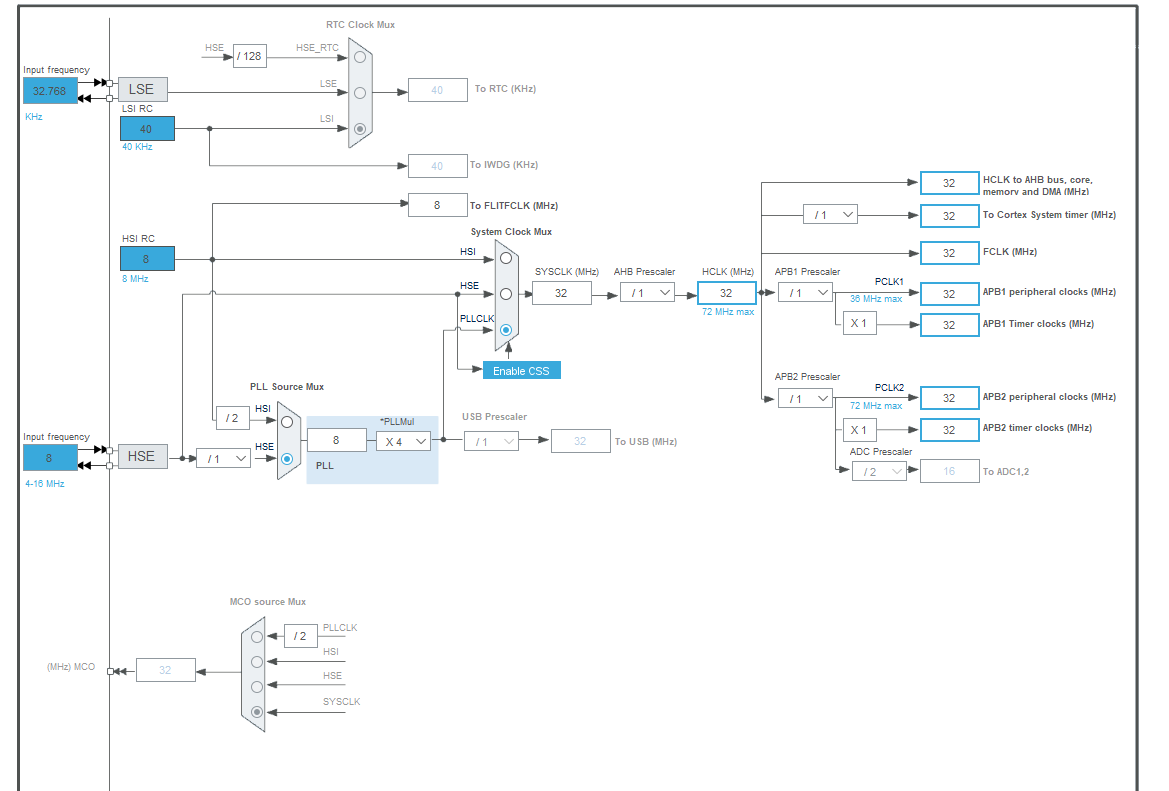 RTC Clock Mux
HSE
/ 128
HSE_RTC
Input frequency
32.768
KHz
LSE
LSE
40
To RTC (KHz)
LSI RC
40
40 KHz
LSI
40
To IWDG (KHz)
8
To FLITFCLK (MHz)
HSI RC
8
8 MHz
System Clock Mux
HSI
HSE
PLLCLK
Enable CSS
SYSCLK (MHz)
32
AHB Prescaler
/ 1
HCLK (MHz)
32
72 MHz max
32
HCLK to AHB bus, core,
memory and DMA (MHz)
/ 1
32
To Cortex System timer (MHz)
32
FCLK (MHz)
APB1 Prescaler
/ 1
PCLK1
36 MHz max
32
APB1 peripheral clocks (MHz)
X 1
32
APB1 Timer clocks (MHz)
APB2 Prescaler
/ 1
PCLK2
72 MHz max
32
APB2 peripheral clocks (MHz)
X 1
32
APB2 timer clocks (MHz)
ADC Prescaler
/ 2
16
To ADC1,2
PLL Source Mux
/ 2
HSI
HSE
Input frequency
8
4-16 MHz
HSE
/ 1
8
*PLLMul
X 4
PLL
USB Prescaler
/ 1
32
To USB (MHz)
MCO source Mux
/ 2
PLLCLK
HSI
HSE
SYSCLK
(MHz) MCO
32